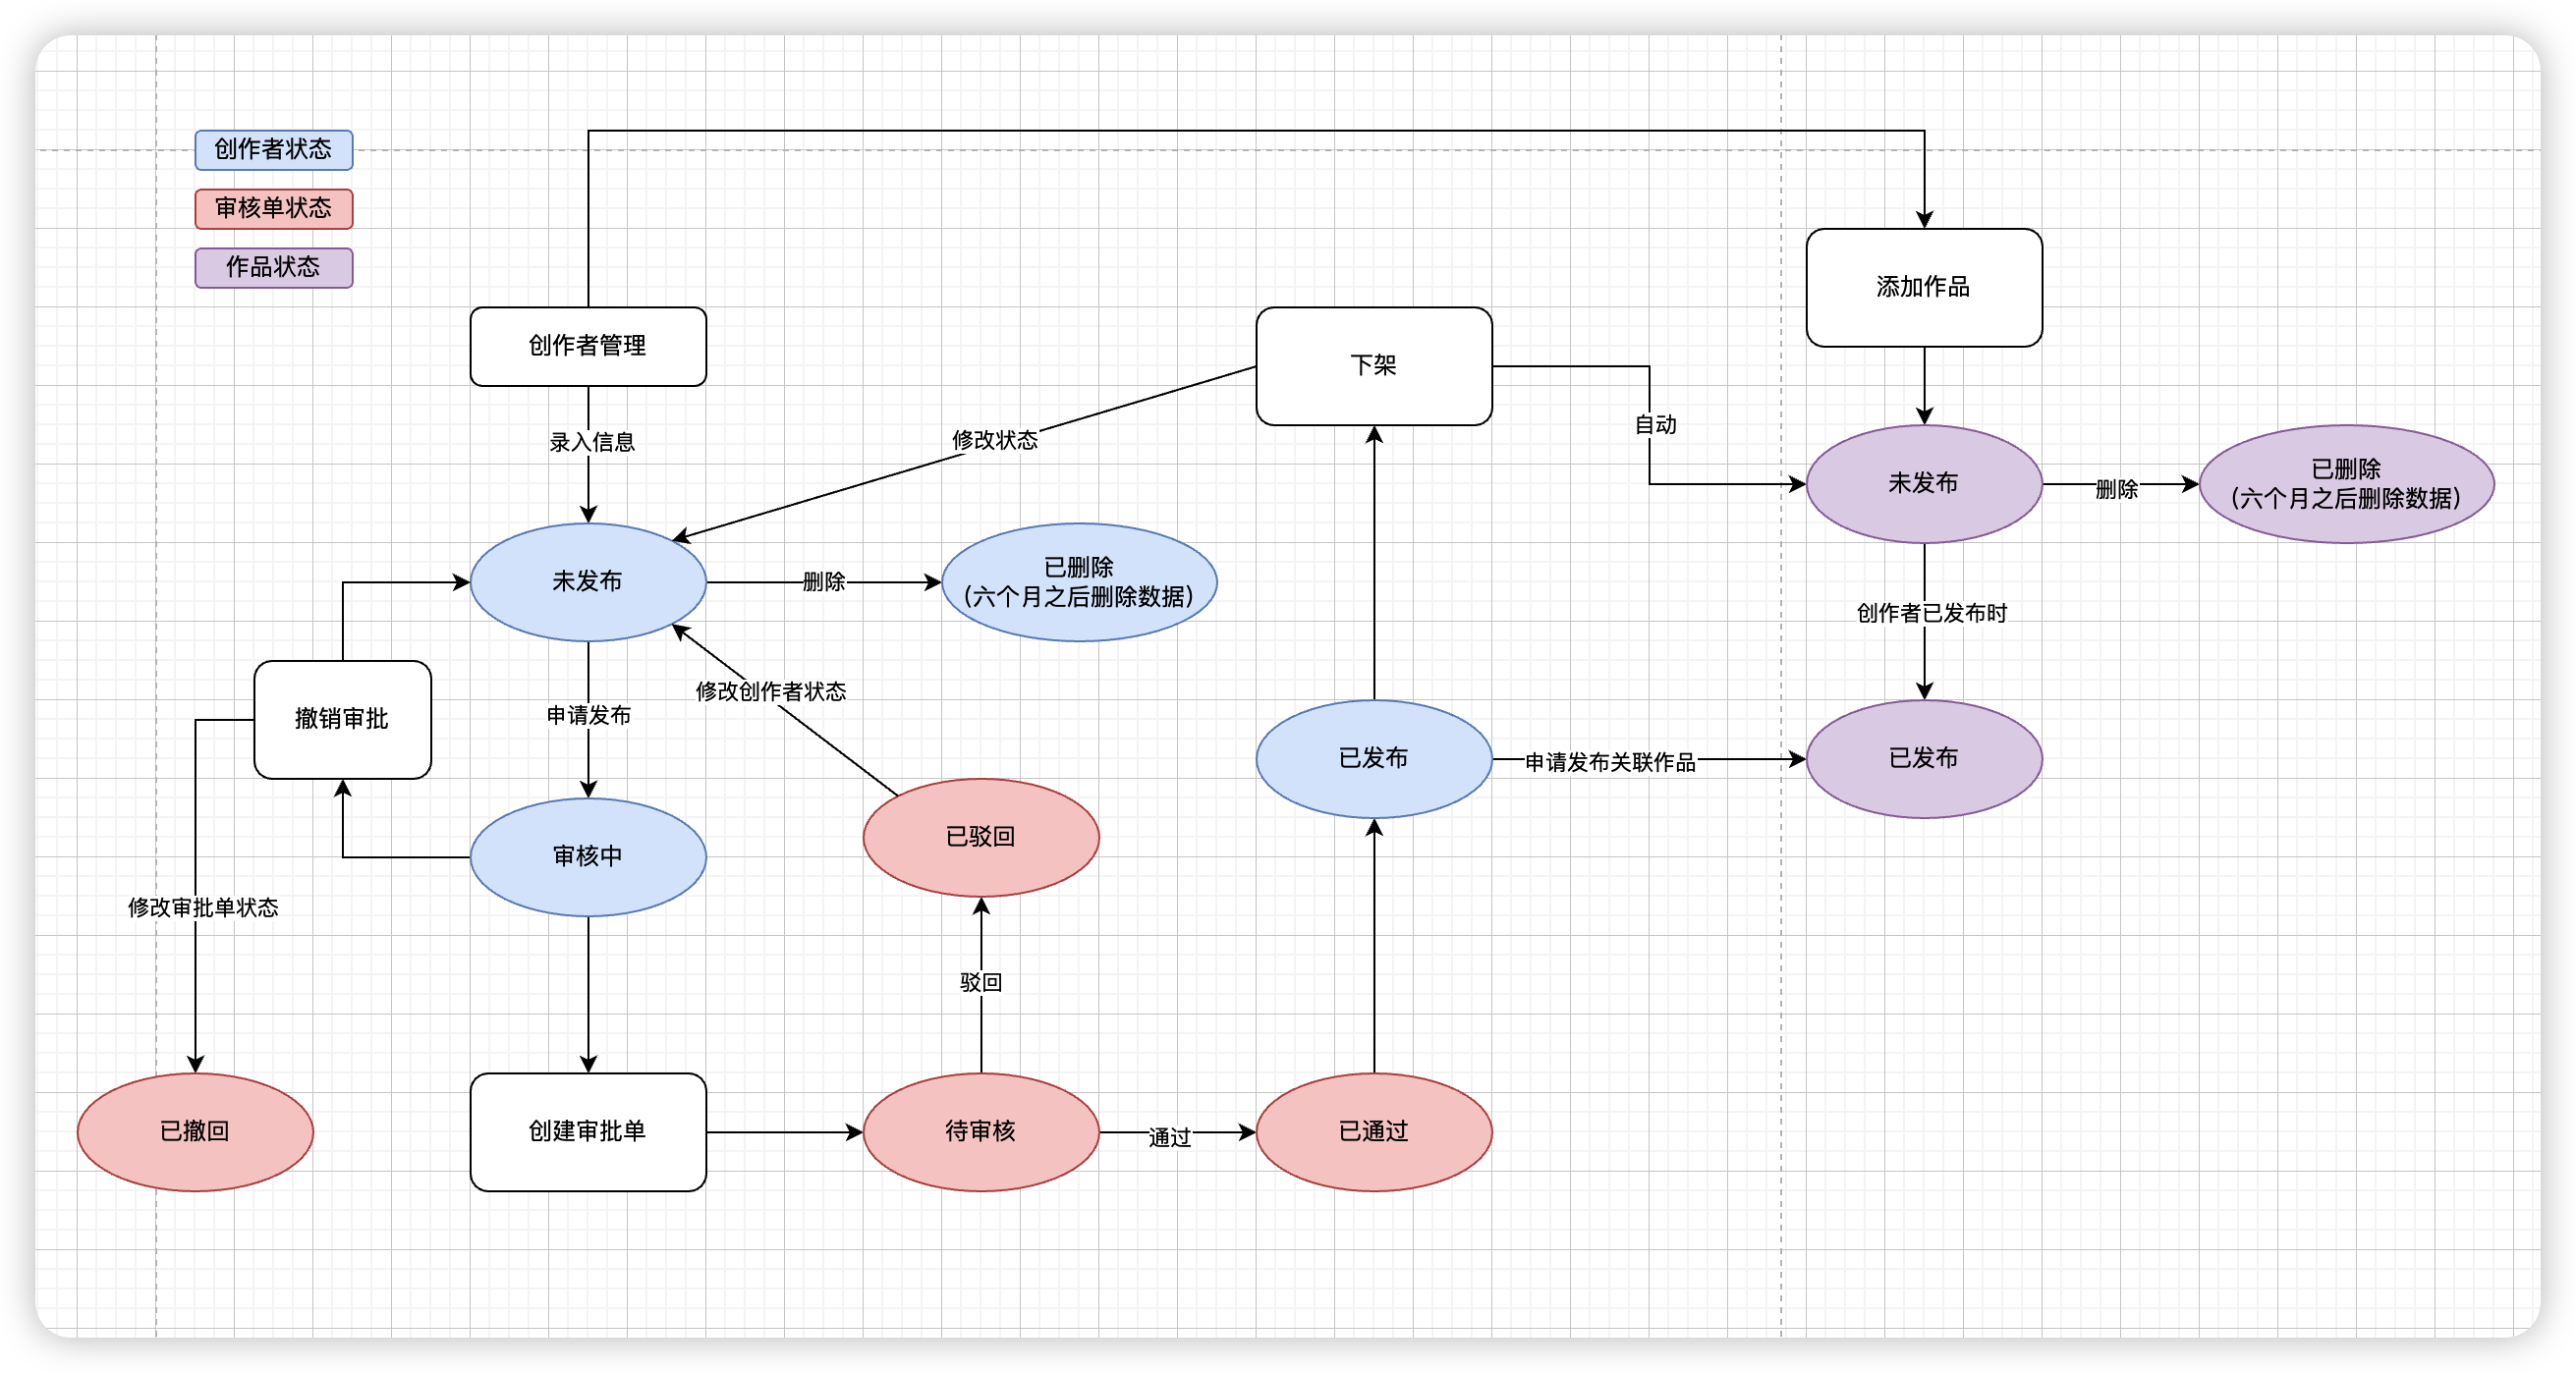 创作者状态
审核单状态
作品状态
添加作品
创作者管理
下架
自动
录入信息
修改状态
未发布
删除
已删除
（六个月之后删除数据）
未发布
删除
已删除
（六个月之后删除数据）
创作者已发布时
撤销审批
申请发布
修改创作者状态
已发布
申请发布关联作品
已发布
审核中
已驳回
修改审批单状态
驳回
已撤回
创建审批单
待审核
通过
已通过